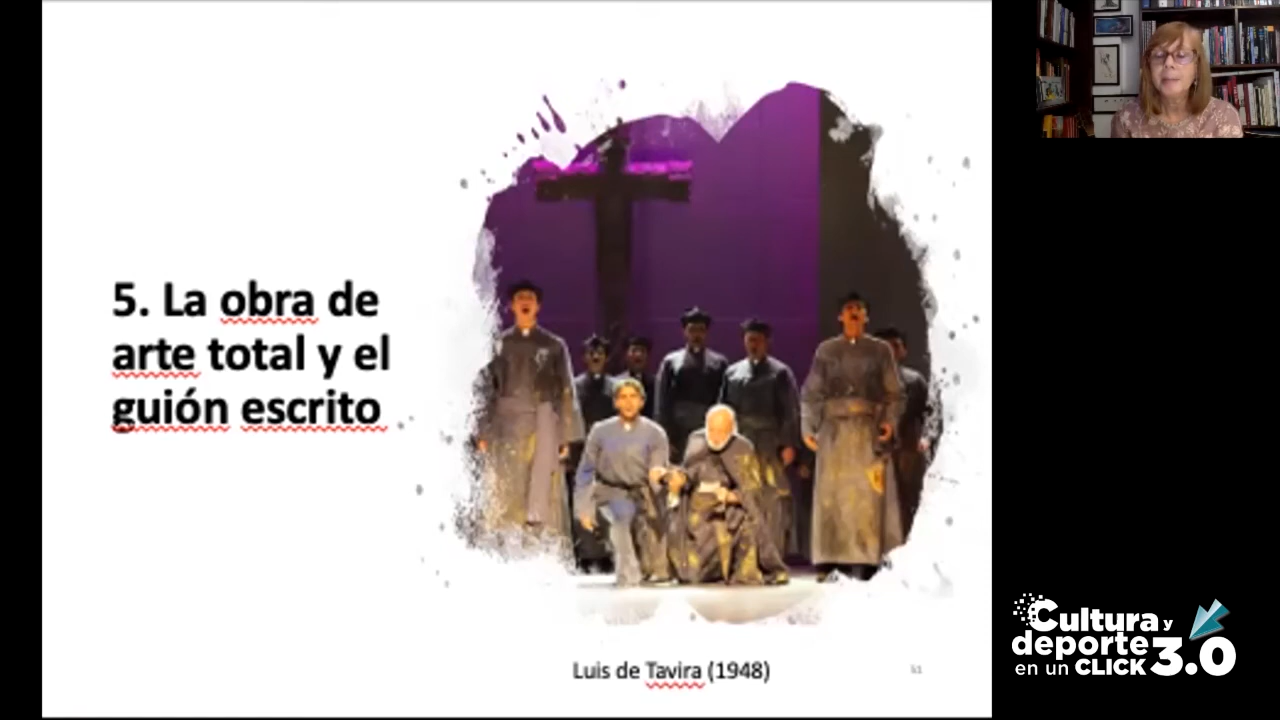 5. La obra de
arte total y el
guión escrito
Luis de Tavira (1948)
51
Cultura y
deporte 3.0
en un CLICK